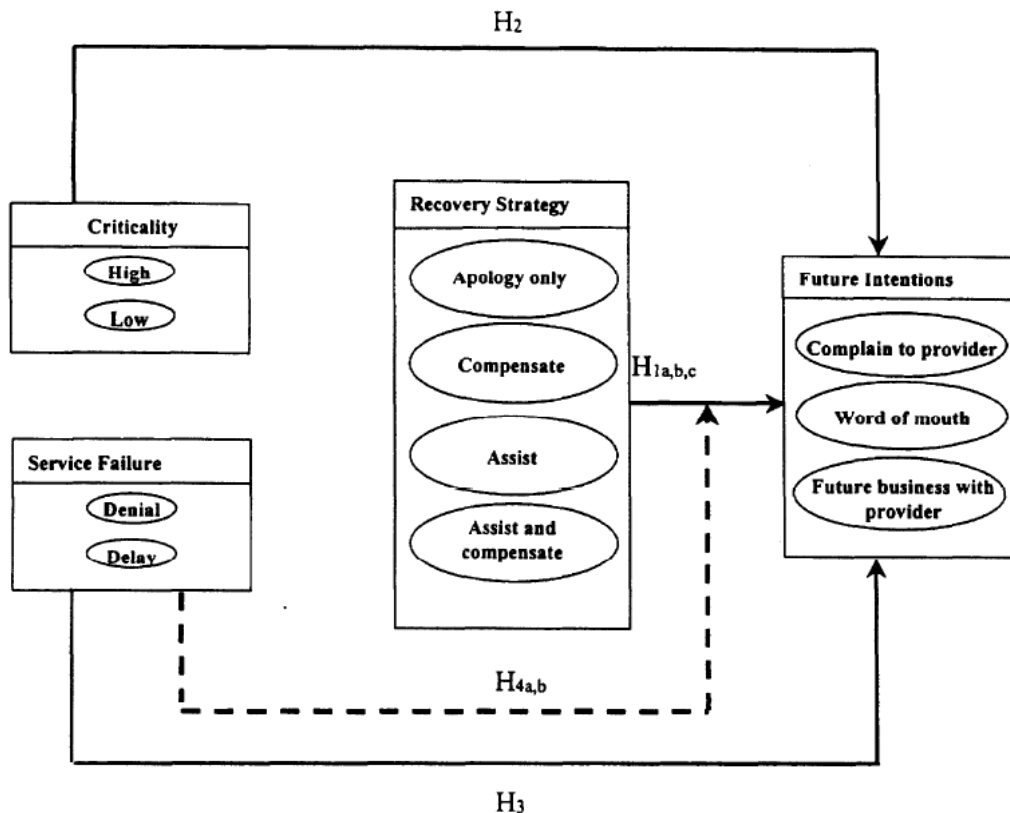 H2
Criticality
High
Low
Service Failure
Denial
Delay
Recovery Strategy
Apology only
Compensate
Assist
Assist and
compensate
H1a,b,c
Future Intentions
Complain to provider
Word of mouth
Future business with
provider
H4a,b
H3